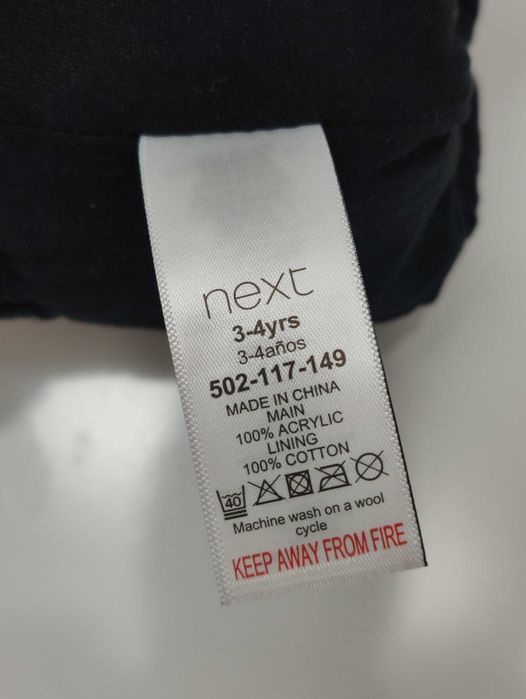 next
3-4yrs
3-4años
502-117-149
MADE IN CHINA
MAIN
100% ACRYLIC
LINING
100% COTTON
40
Machine wash on a wool
cycle
KEEP AWAY FROM FIRE